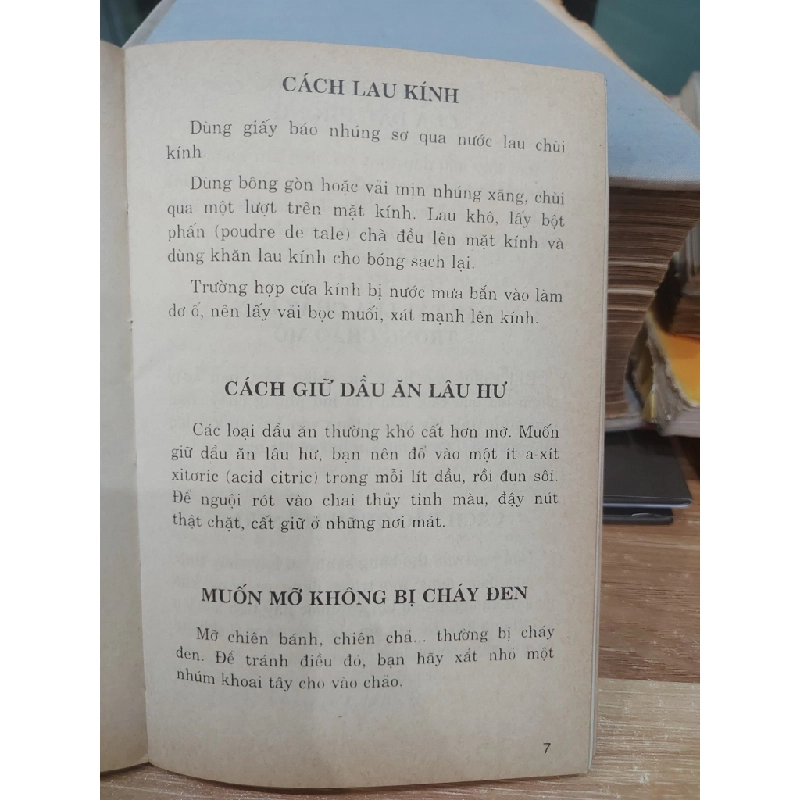 CÁCH LAU KÍNH
Dùng giấy báo nhúng sơ qua nước lau chùi
kính
Dùng bông gòn hoặc vải mịn nhúng xăng, chùi
qua một lượt trên mặt kính. Lau khô, lấy bột
phấn (poudre de tale) chà đều lên mặt kính và
dùng khăn lau kính cho bóng sạch lại.
Trường hợp cửa kính bị nước mưa bắn vào làm
dơ ố, nên lấy vải bọc muối, xát mạnh lên kính.
CÁCH GIỮ DẦU ĂN LÂU HƯ
Các loại dầu ăn thường khó cất hơn mỡ. Muốn
giữ dầu ăn lâu hư, bạn nên đổ vào một ít a-xít
xitoric (acid citric) trong mỗi lít dầu, rồi đun sôi.
Để nguội rót vào chai thủy tinh màu, đậy nút
thật chặt, cất giữ ở những nơi mát.
MUỐN MỠ KHÔNG BỊ CHÁY ĐEN
Mỡ chiên bánh, chiên chả... thường bị cháy
đen. Để tránh điều đó, bạn hãy xắt nhỏ một
nhúm khoai tây cho vào chảo.
7